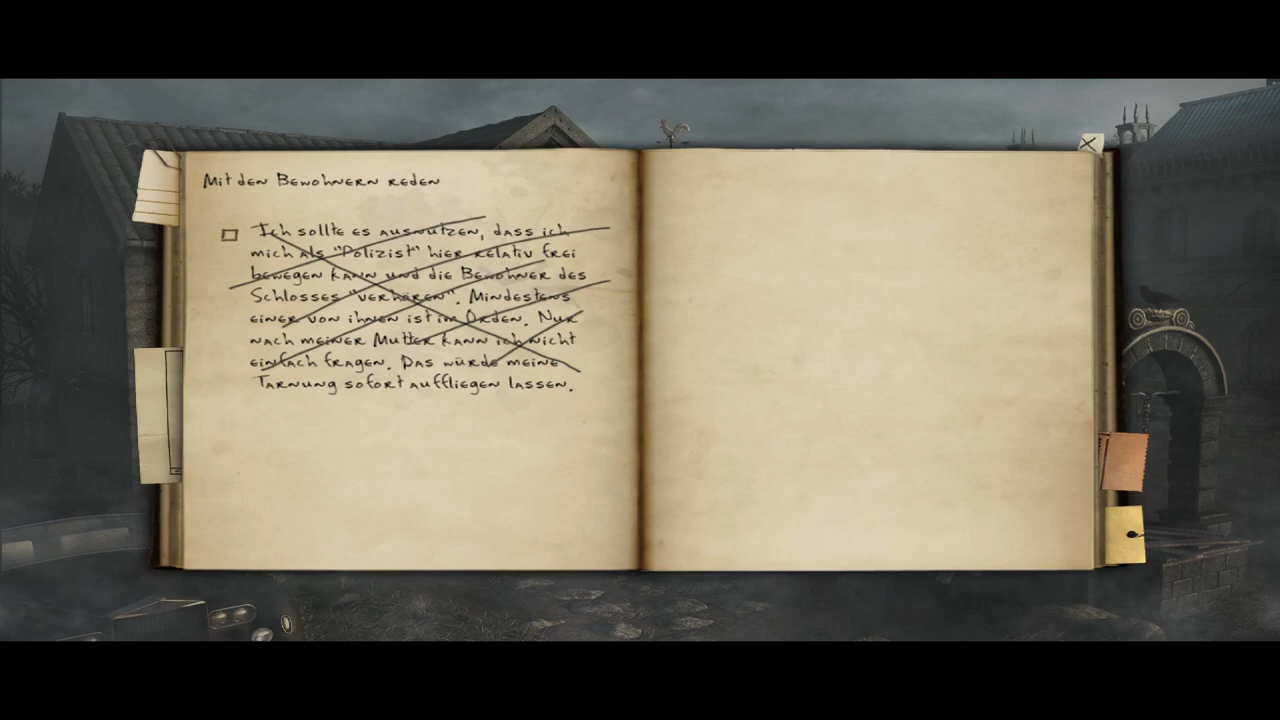 Mit den Bewohnern reden
Ich sollte es ausnutzen, dass ich
mich als "Polizist" hier relativ frei
bewegen kann und die Bewohner des
Schlosses "verhören". Mindestens
einer von ihnen ist im Orden. Nur
nach meiner Mutter kann ich nicht
einfach fragen. Das würde meine
Tarnung sofort auffliegen lassen.